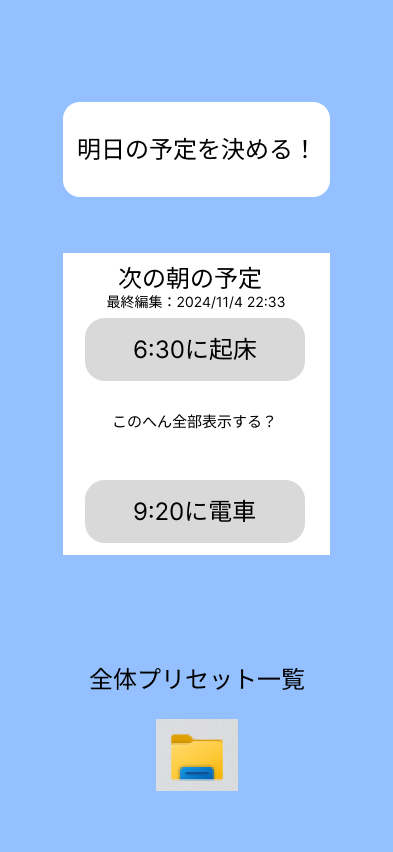 明日の予定を決める！
次の朝の予定
最終編集：2024/11/4 22:33
6:30に起床
このへん全部表示する？
9:20に電車
全体プリセット一覧